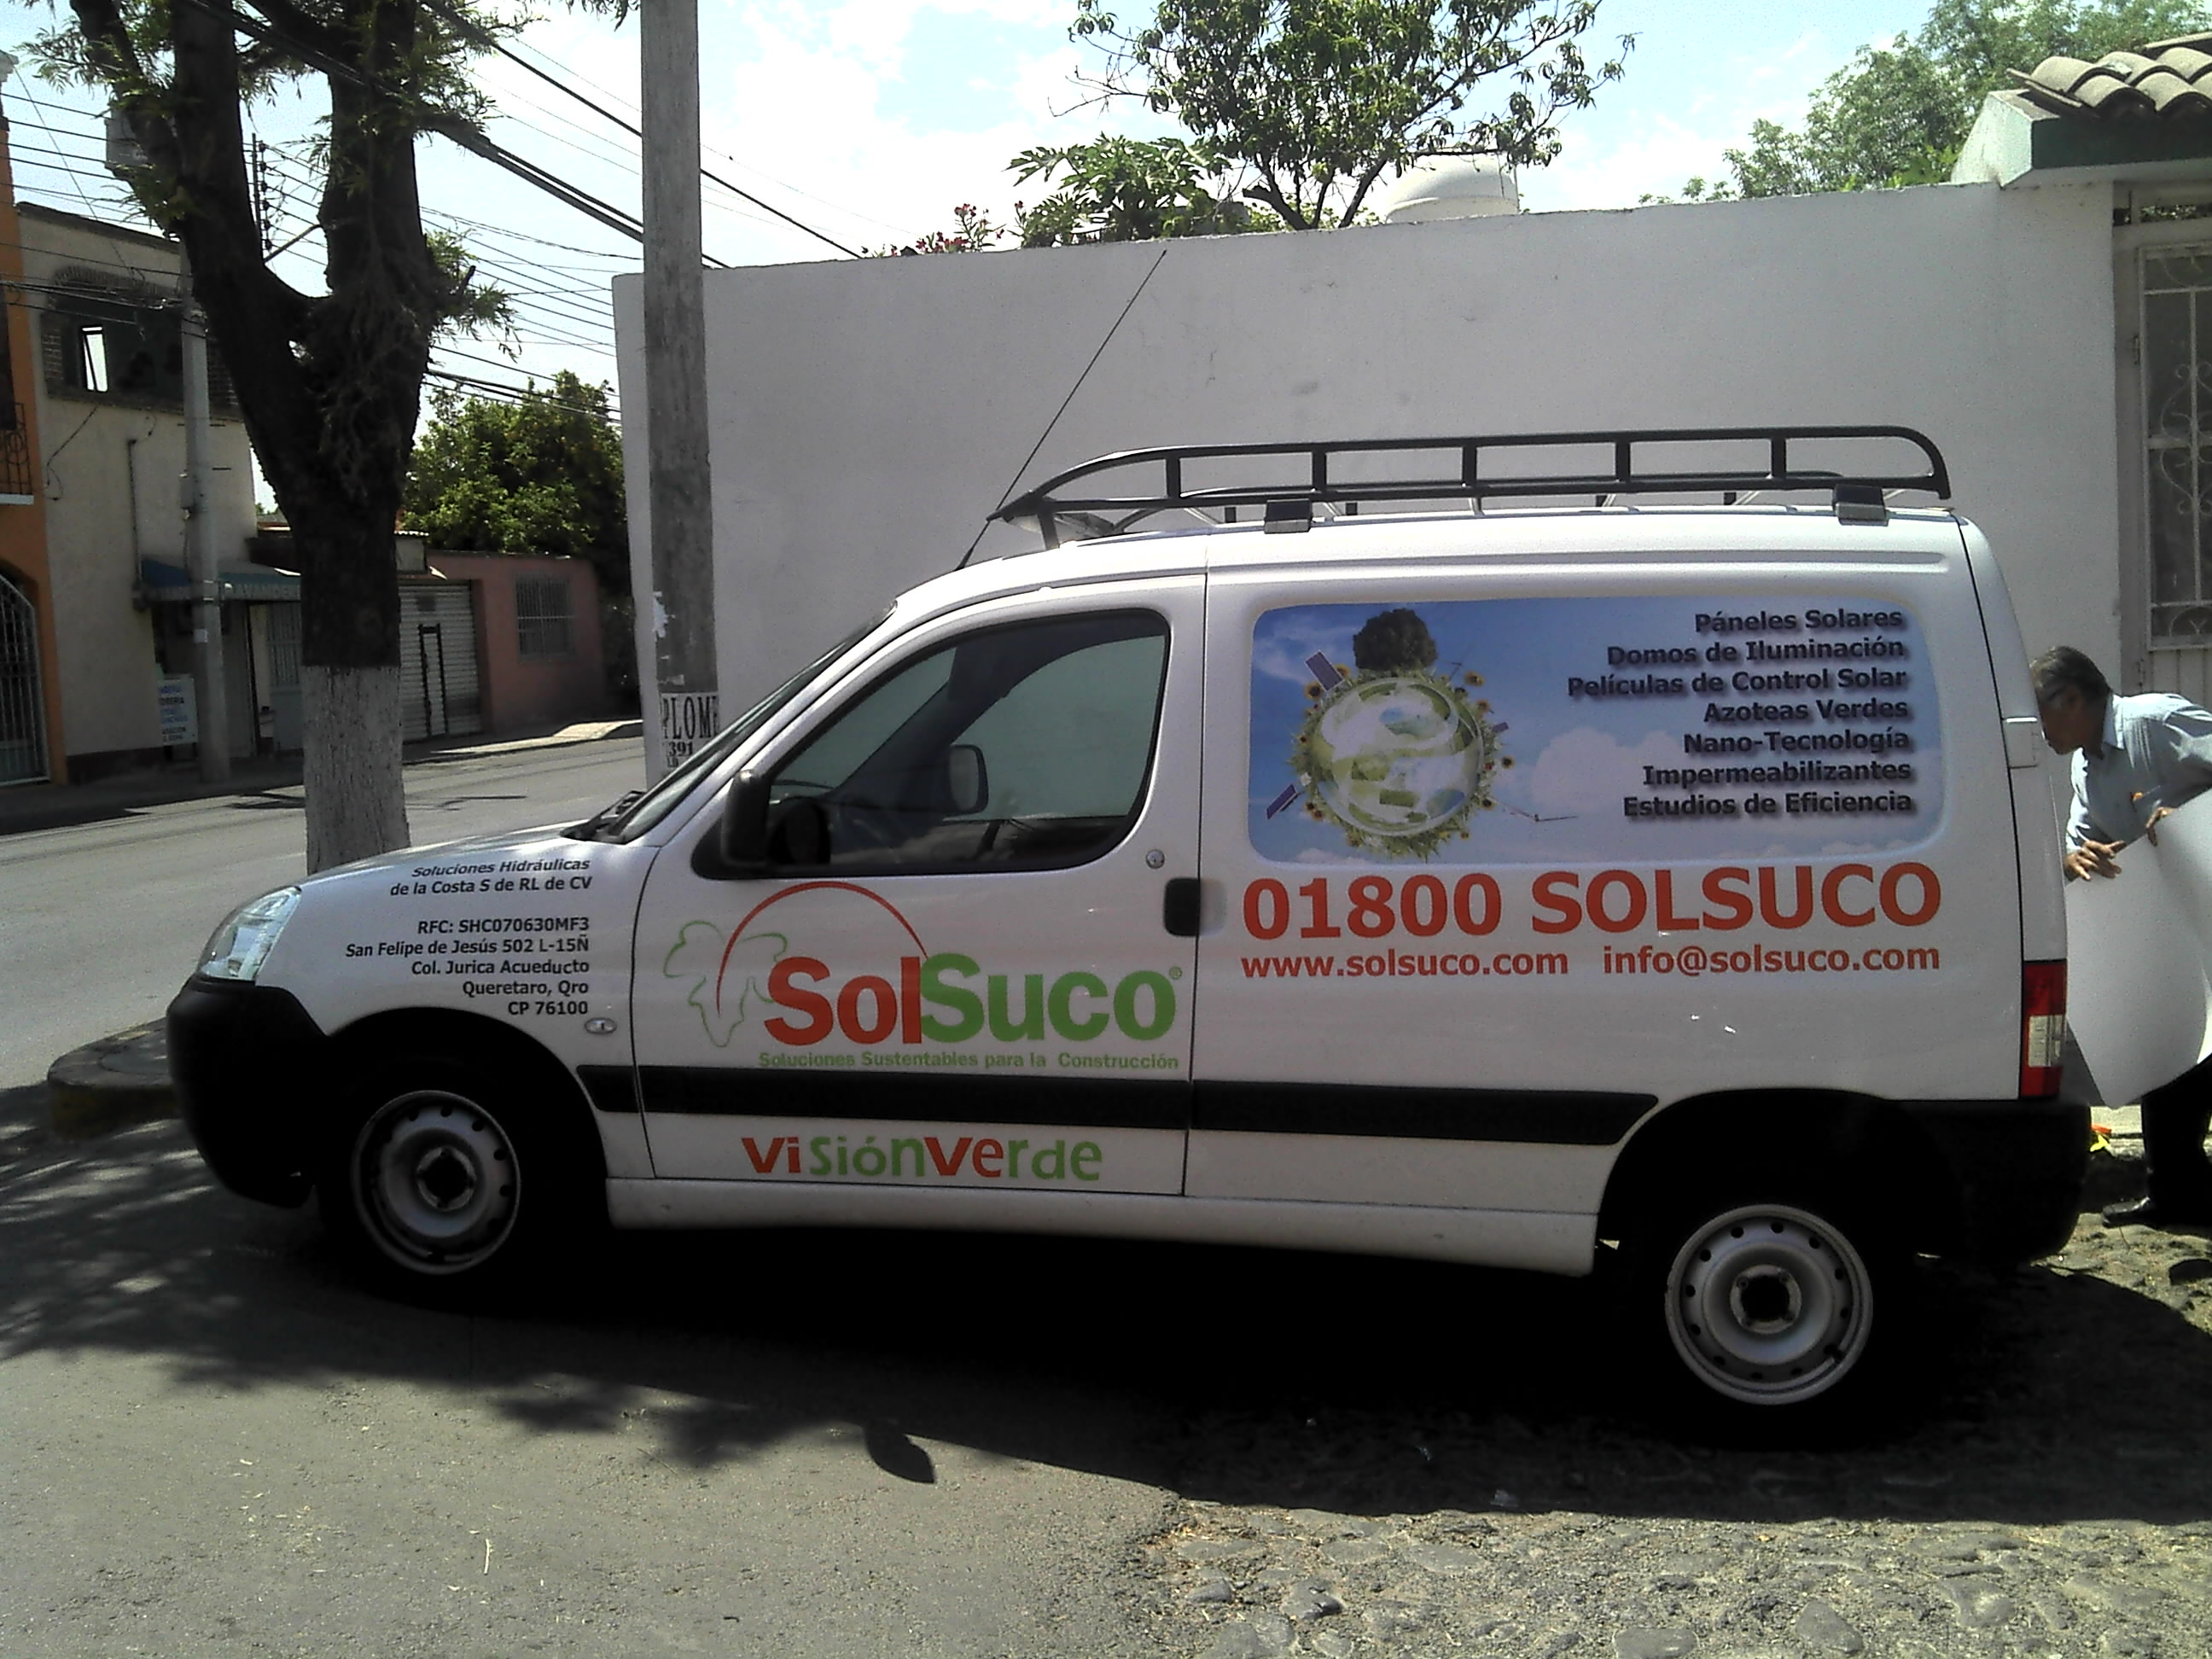 Soluciones Hidráulicas
de la Costa S de RL de CV
RFC: SHC070630MF3
San Felipe de Jesús 502 L-15Ñ
Col. Jurica Acueducto
Queretaro, Qro
CP 76100
SolSuco®
Soluciones Sustentables para la Construcción
visiónverde
Páneles Solares
Domos de Iluminación
Películas de Control Solar
Azoteas Verdes
Nano-Tecnología
Impermeabilizantes
Estudios de Eficiencia
01800 SOLSUCO
www.solsuco.com info@solsuco.com
PLOME
391